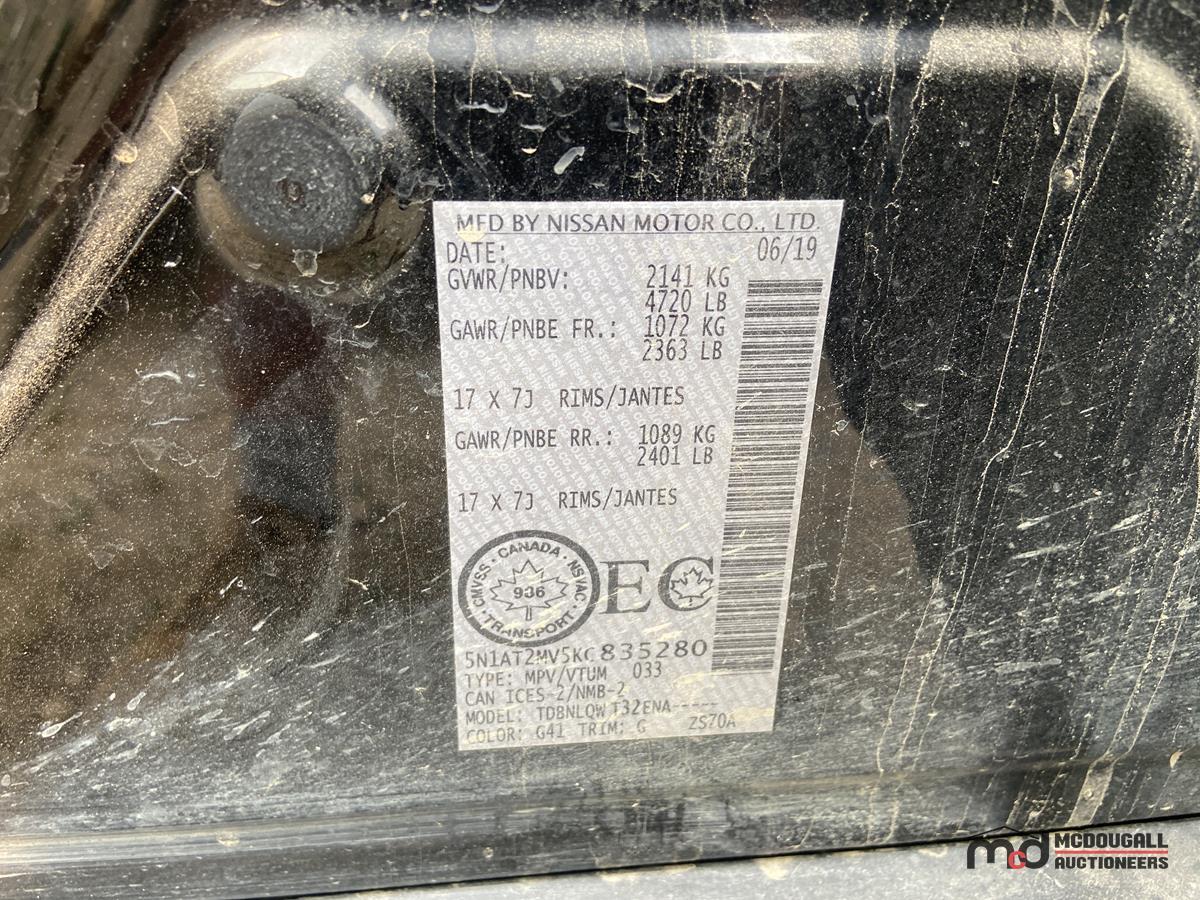 MFD BY NISSAN MOTOR CO., LTD.
DATE: 06/19
GVWR/PNBV: 2141 KG
4720 LB
GAWR/PNBE FR.: 1072 KG
2363 LB
17 X 7J RIMS/JANTES
GAWR/PNBE RR.: 1089 KG
2401 LB
17 X 7J RIMS/JANTES
CANADA · NSVAC · TRANSPORT · CMVSS ·
936
EC
5N1AT2MV5KC835280
TYPE: MPV/VTUM 033
CAN ICES-2/NMB-2
MODEL: TDBNLQW T32ENA-----
COLOR: G41 TRIM: G ZS70A
mcd MCDOUGALL
AUCTIONEERS